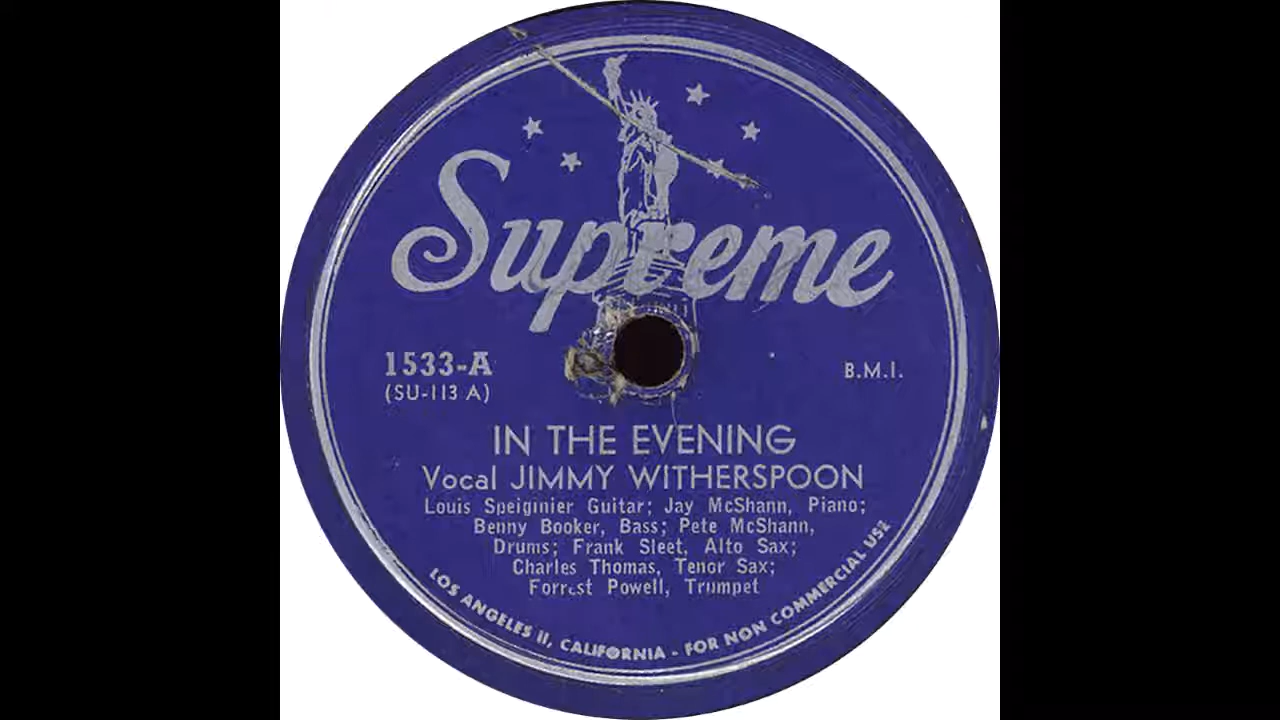 Supreme
1533-A
(SU-113 A)
B.M.I.
IN THE EVENING
Vocal JIMMY WITHERSPOON
Louis Speiginier Guitar; Jay McShann, Piano;
Benny Booker, Bass; Pete McShann,
Drums; Frank Sleet, Alto Sax;
Charles Thomas, Tenor Sax;
Forrest Powell, Trumpet
LOS ANGELES 11, CALIFORNIA - FOR NON COMMERCIAL USE